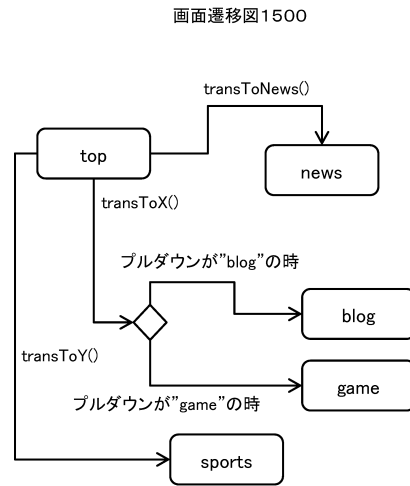 画面遷移図１５００
transToNews()
top
news
transToX()
プルダウンが”blog”の時
blog
transToY()
game
プルダウンが”game”の時
sports